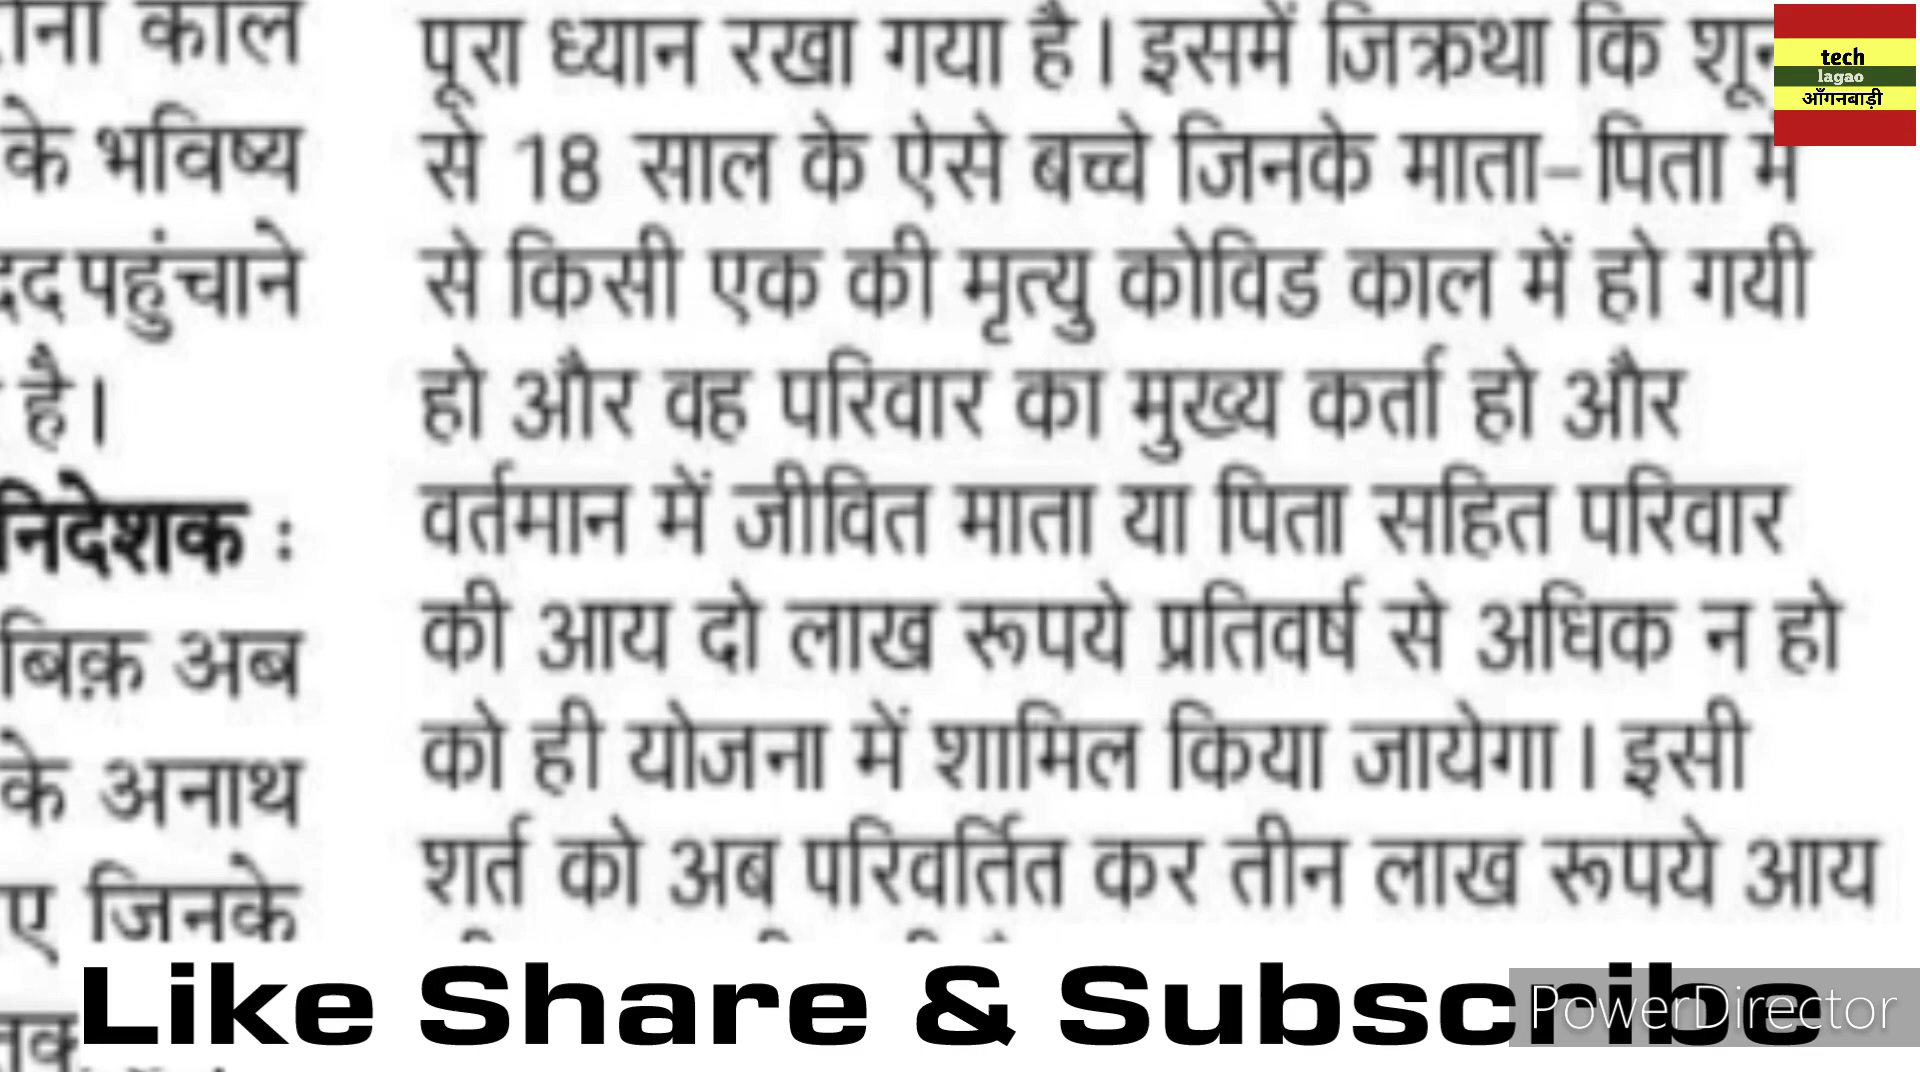 काल
के भविष्य
पहुंचाने
है।
निदेशक :
अब
के अनाथ
जिनके
पूरा ध्यान रखा गया है। इसमें जिक्रथा कि
से 18 साल के ऐसे बच्चे जिनके माता-पिता में
से किसी एक की मृत्यु कोविड काल में हो गयी
हो और वह परिवार का मुख्य कर्ता हो और
वर्तमान में जीवित माता या पिता सहित परिवार
की आय दो लाख रूपये प्रतिवर्ष से अधिक न हो
को ही योजना में शामिल किया जायेगा। इसी
शर्त को अब परिवर्तित कर तीन लाख रूपये आय
tech
lagao
आँगनबाड़ी
Like Share & Subscribe
PowerDirector